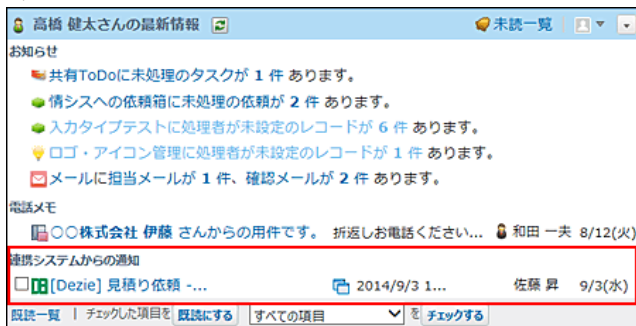 高橋 健太さんの最新情報 未読一覧
お知らせ
共有ToDoに未処理のタスクが 1 件 あります。
情シスへの依頼箱に未処理の依頼が 2 件 あります。
入力タイプテストに処理者が未設定のレコードが 6 件 あります。
ロゴ・アイコン管理に処理者が未設定のレコードが 1 件 あります。
メールに担当メールが 1 件、確認メールが 2 件 あります。
電話メモ
○○株式会社 伊藤 さんからの用件です。 折返しお電話ください... 和田 一夫 8/12(火)
連携システムからの通知
[Dezie] 見積り依頼 -... 2014/9/3 1... 佐藤 昇 9/3(水)
既読一覧 | チェックした項目を 既読にする すべての項目 を チェックする